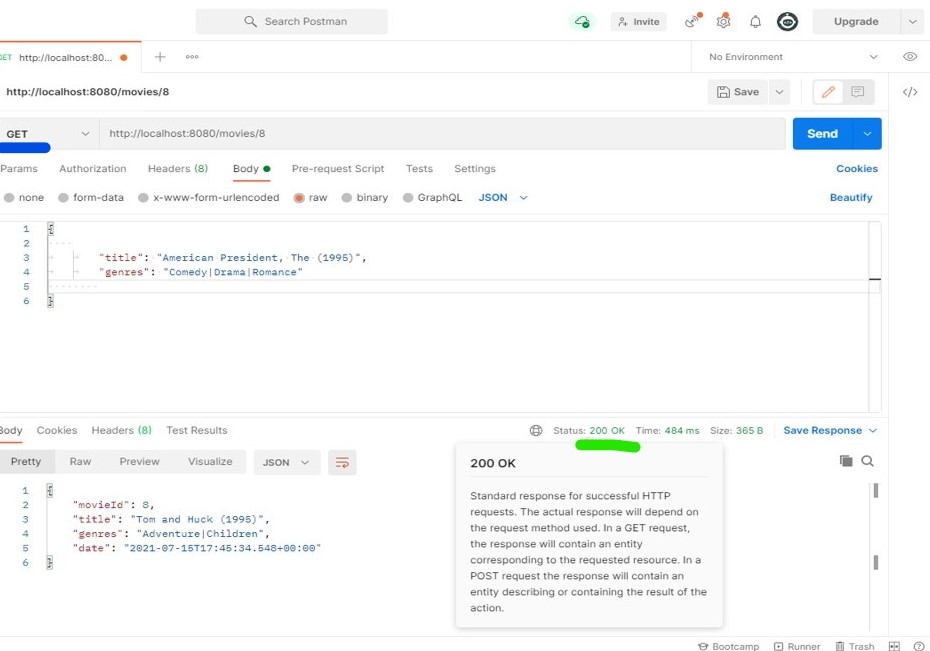 Search Postman
Invite
Upgrade
GET http://localhost:80...
No Environment
http://localhost:8080/movies/8
Save
GET
http://localhost:8080/movies/8
Send
Params Authorization Headers (8) Body Pre-request Script Tests Settings Cookies
none form-data x-www-form-urlencoded raw binary GraphQL JSON Beautify
1 {
2
3 "title": "American President, The (1995)",
4 "genres": "Comedy|Drama|Romance"
5
6 }
Body Cookies Headers (8) Test Results Status: 200 OK Time: 484 ms Size: 365 B Save Response
Pretty Raw Preview Visualize JSON
1 {
2 "movieId": 8,
3 "title": "Tom and Huck (1995)",
4 "genres": "Adventure|Children",
5 "date": "2021-07-15T17:45:34.548+00:00"
6 }
200 OK
Standard response for successful HTTP
requests. The actual response will depend on
the request method used. In a GET request,
the response will contain an entity
corresponding to the requested resource. In a
POST request the response will contain an
entity describing or containing the result of the
action.
Bootcamp Runner Trash